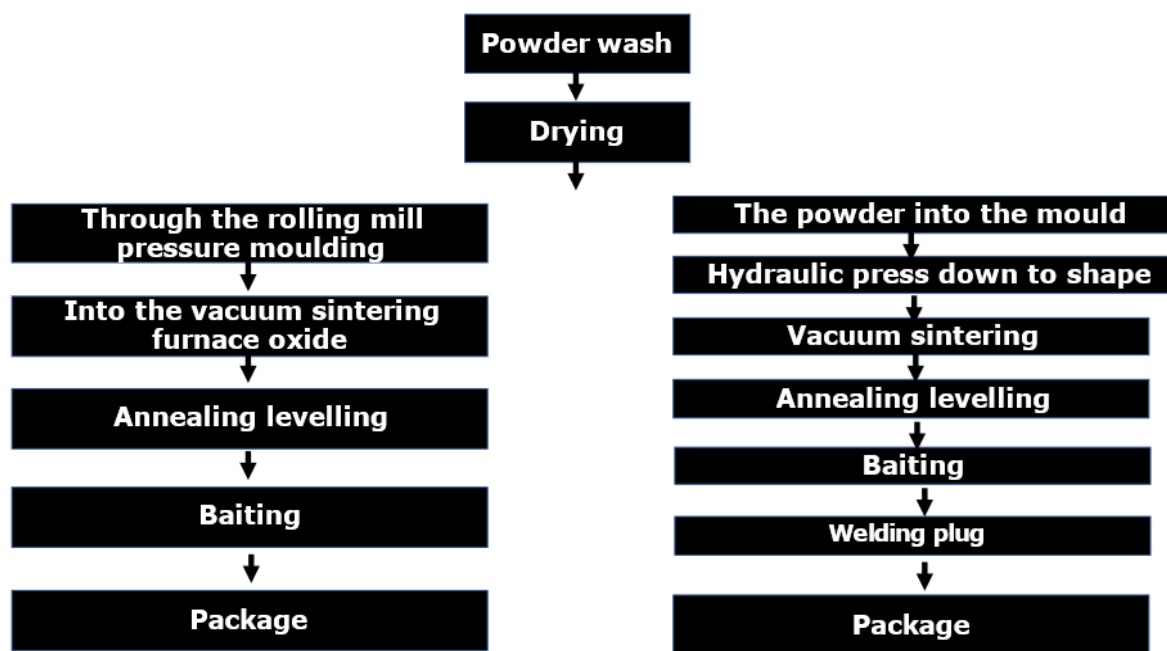 Powder wash
Drying
Through the rolling mill
pressure moulding
Into the vacuum sintering
furnace oxide
Annealing levelling
Baiting
Package
The powder into the mould
Hydraulic press down to shape
Vacuum sintering
Annealing levelling
Baiting
Welding plug
Package